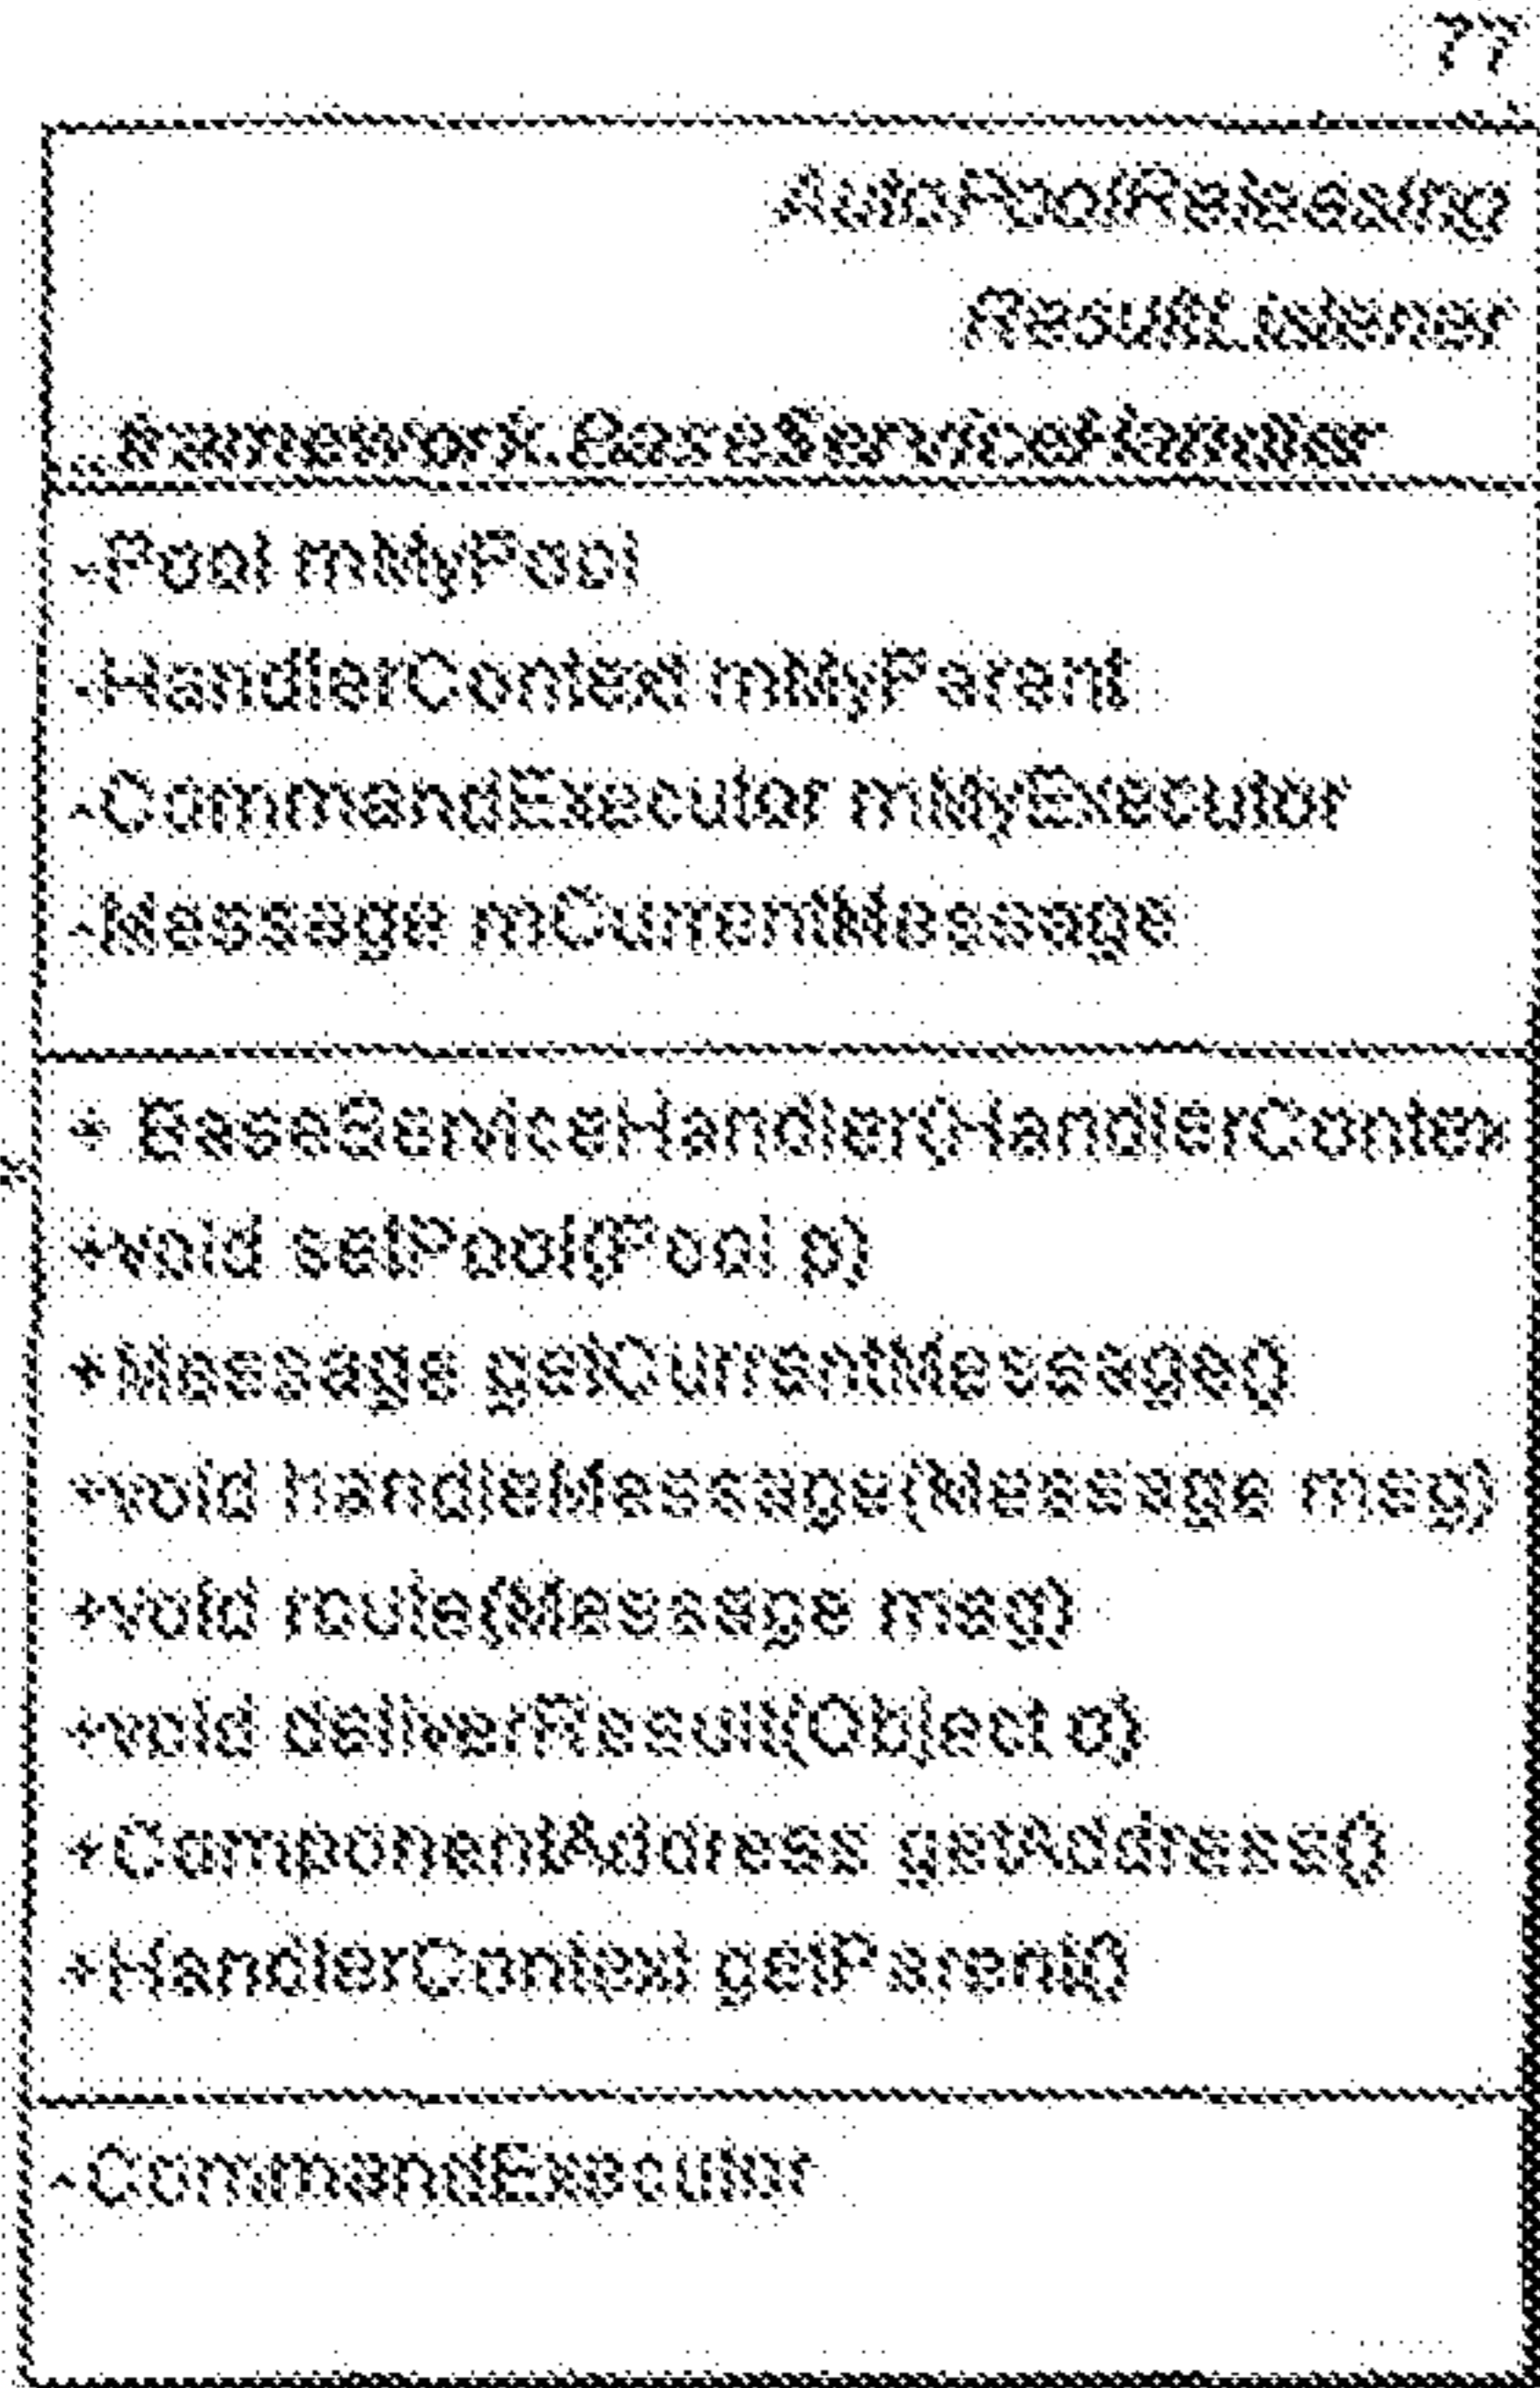 77
AutoPoolReleasing
ResultListener
...framework.BaseServiceHandler
-Pool mMyPool
-HandlerContext mMyParent
-CommandExecutor mMyExecutor
-Message mCurrentMessage
+ BaseServiceHandler(HandlerContex
+void setPool(Pool p)
+Message getCurrentMessage()
+void handleMessage(Message msg)
+void route(Message msg)
+void deliverResult(Object o)
+ComponentAddress getAddress()
+HandlerContext getParent()
-CommandExecutor